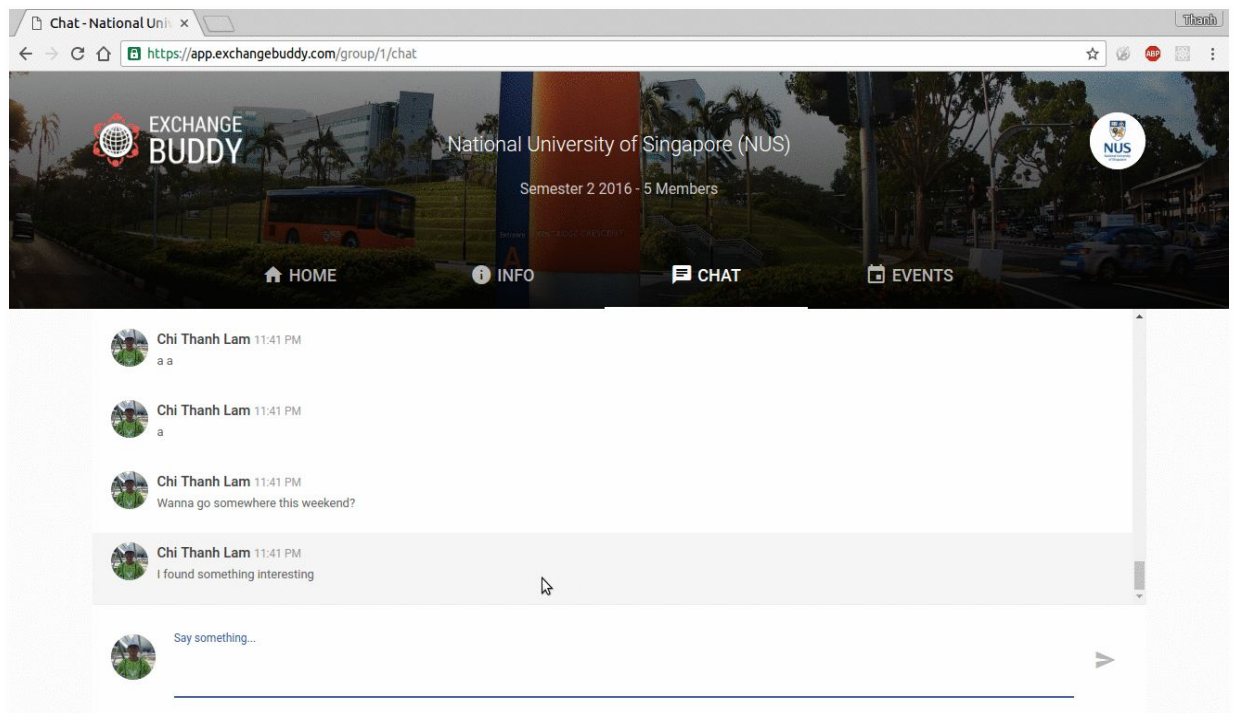 Chat - National Univ
Thanh
https://app.exchangebuddy.com/group/1/chat
ABP
EXCHANGE
BUDDY
National University of Singapore (NUS)
NUS
Semester 2 2016 - 5 Members
A
HOME
INFO
CHAT
EVENTS
Chi Thanh Lam 11:41 PM
a a
Chi Thanh Lam 11:41 PM
a
Chi Thanh Lam 11:41 PM
Wanna go somewhere this weekend?
Chi Thanh Lam 11:41 PM
I found something interesting
Say something...